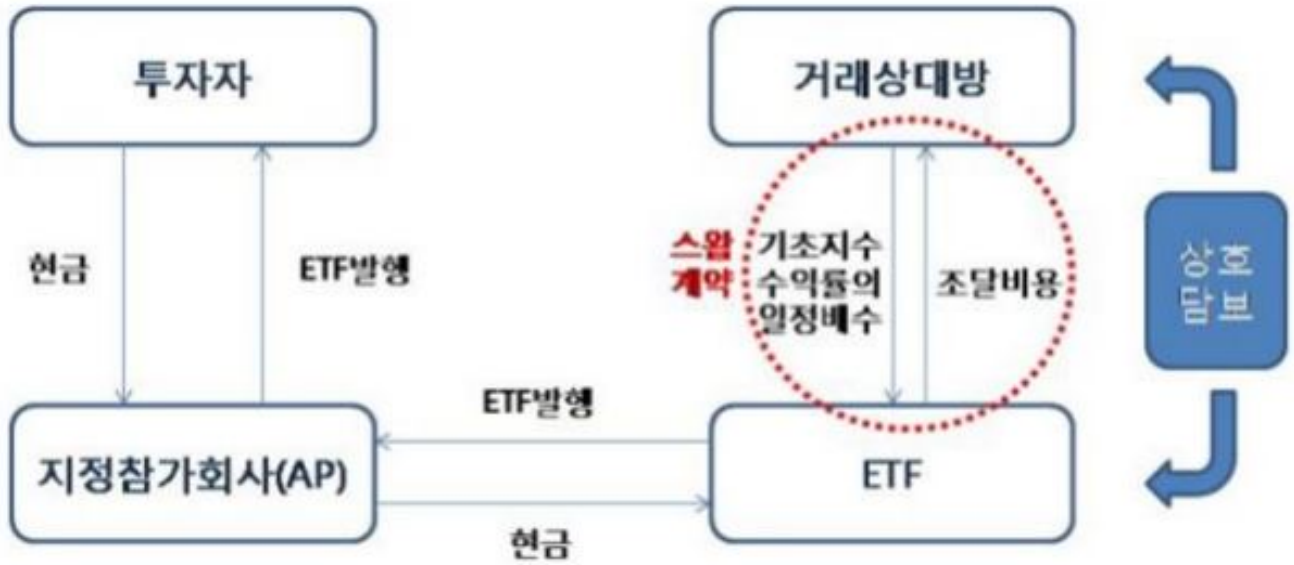 투자자
거래상대방
현금
ETF발행
스왑
계약
기초지수
수익률의
일정배수
조달비용
상호
담보
ETF발행
지정참가회사(AP)
ETF
현금